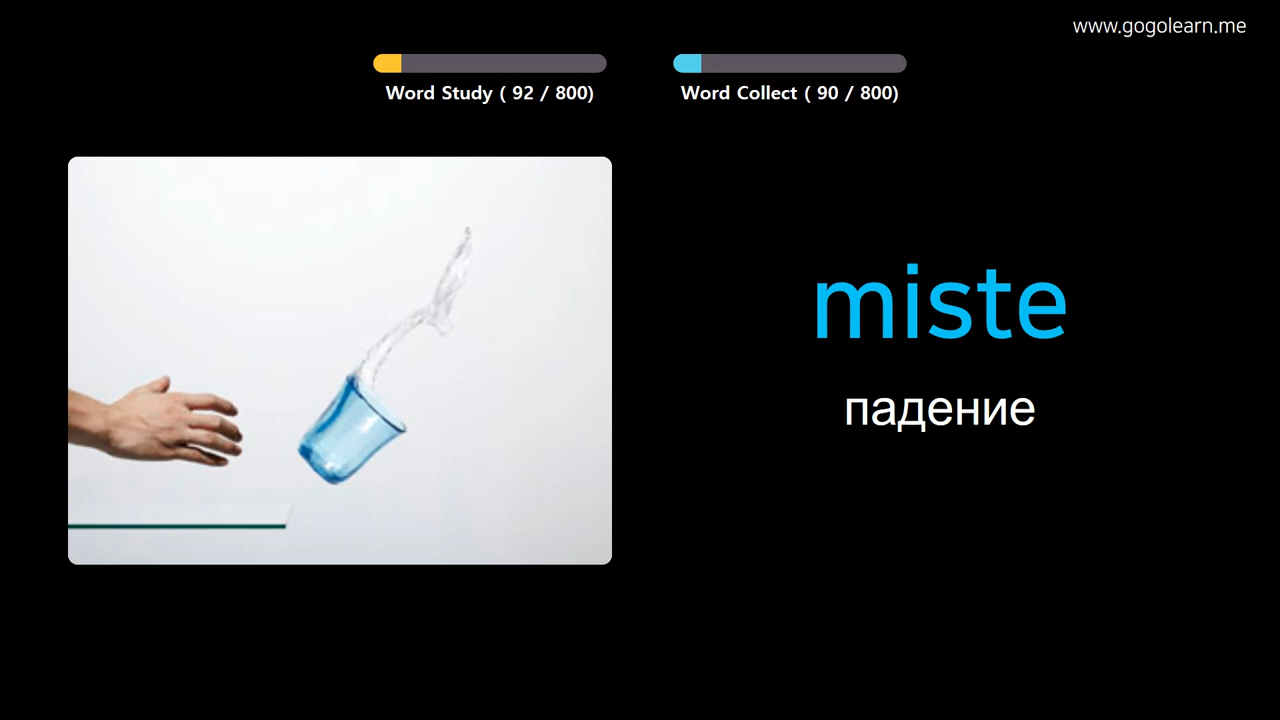 www.gogolearn.me
Word Study ( 92 / 800)
Word Collect ( 90 / 800)
miste
падение